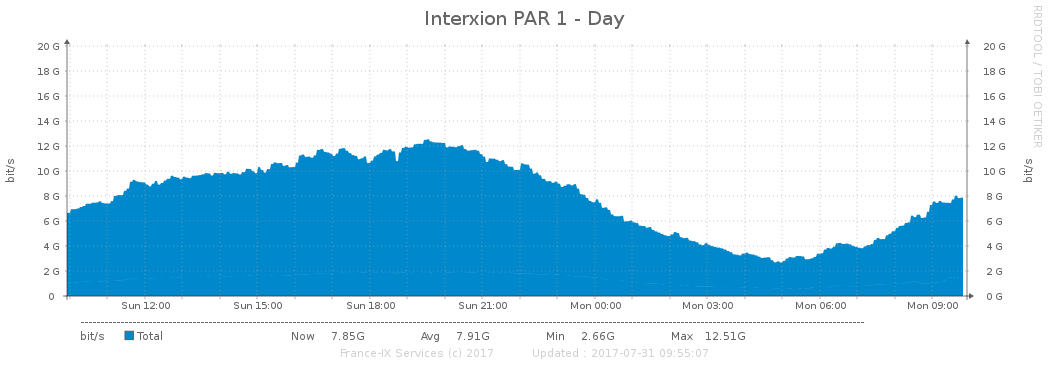 Interxion PAR 1 - Day
RRDTOOL / TOBI OETIKER
20 G 20 G
18 G 18 G
16 G 16 G
14 G 14 G
12 G 12 G
10 G 10 G
8 G 8 G
6 G 6 G
4 G 4 G
2 G 2 G
0 0 G
bit/s bit/s
Sun 12:00 Sun 15:00 Sun 18:00 Sun 21:00 Mon 00:00 Mon 03:00 Mon 06:00 Mon 09:00
bit/s Total Now 7.85G Avg 7.91G Min 2.66G Max 12.51G
France-IX Services (c) 2017 Updated : 2017-07-31 09:55:07